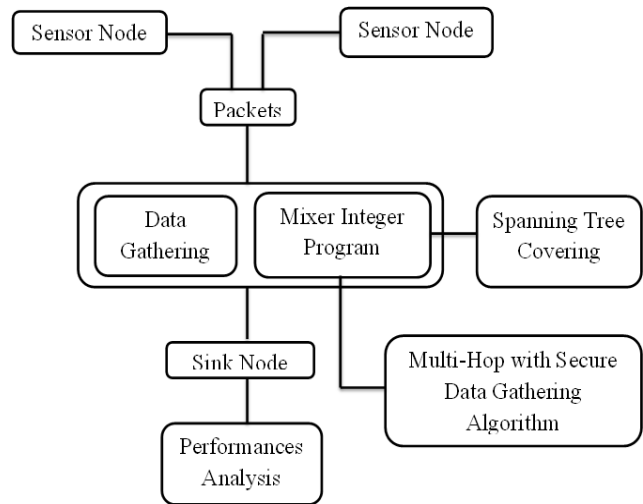 Sensor Node
Sensor Node
Packets
Data
Gathering
Mixer Integer
Program
Spanning Tree
Covering
Sink Node
Multi-Hop with Secure
Data Gathering
Algorithm
Performances
Analysis